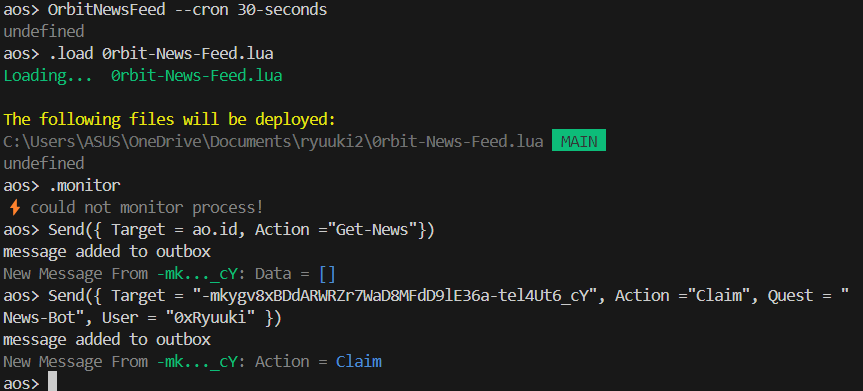 aos> OrbitNewsFeed --cron 30-seconds
undefined
aos> .load 0rbit-News-Feed.lua
Loading...  0rbit-News-Feed.lua
The following files will be deployed:
C:\Users\ASUS\OneDrive\Documents\ryuuki2\0rbit-News-Feed.lua MAIN
undefined
aos> .monitor
⚡ could not monitor process!
aos> Send({ Target = ao.id, Action ="Get-News"})
message added to outbox
New Message From -mk..._cY: Data = []
aos> Send({ Target = "-mkygv8xBDdARWRZr7WaD8MFdD9lE36a-tel4Ut6_cY", Action ="Claim", Quest = "
News-Bot", User = "0xRyuuki" })
message added to outbox
New Message From -mk..._cY: Action = Claim
aos>